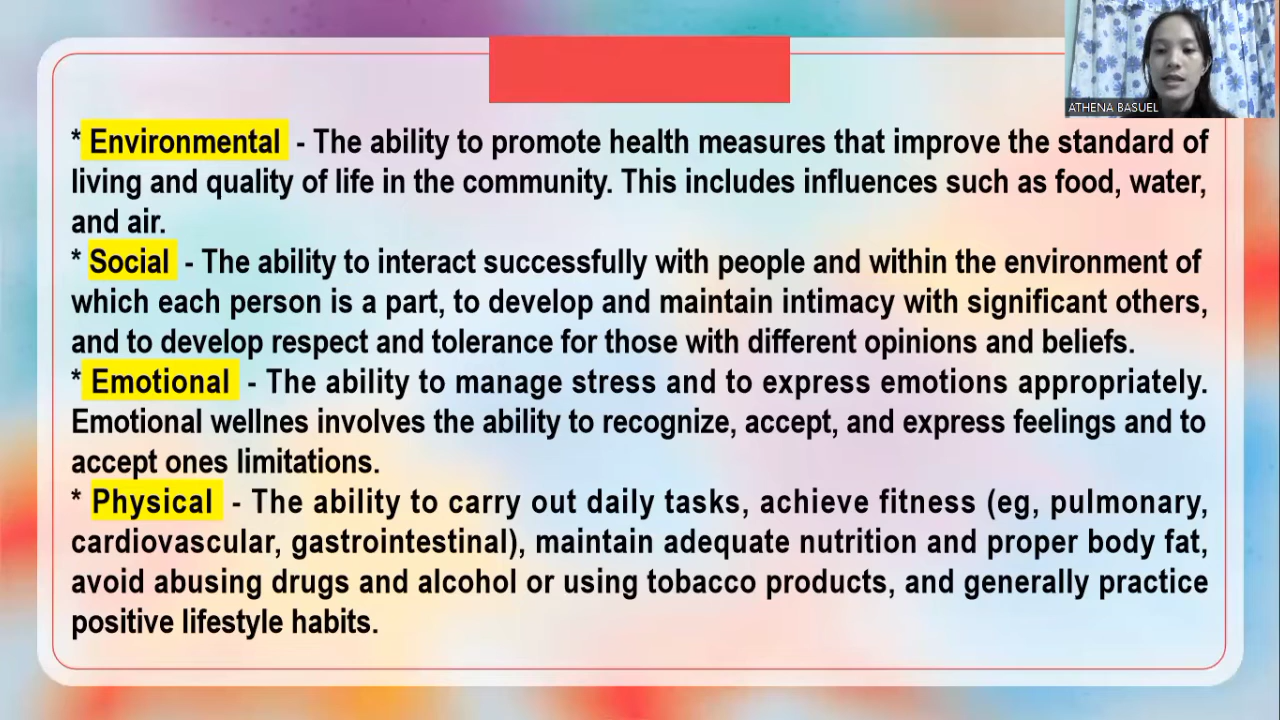 ATHENA BASUEL
* Environmental - The ability to promote health measures that improve the standard of
living and quality of life in the community. This includes influences such as food, water,
and air.
* Social - The ability to interact successfully with people and within the environment of
which each person is a part, to develop and maintain intimacy with significant others,
and to develop respect and tolerance for those with different opinions and beliefs.
* Emotional - The ability to manage stress and to express emotions appropriately.
Emotional wellnes involves the ability to recognize, accept, and express feelings and to
accept ones limitations.
* Physical - The ability to carry out daily tasks, achieve fitness (eg, pulmonary,
cardiovascular, gastrointestinal), maintain adequate nutrition and proper body fat,
avoid abusing drugs and alcohol or using tobacco products, and generally practice
positive lifestyle habits.